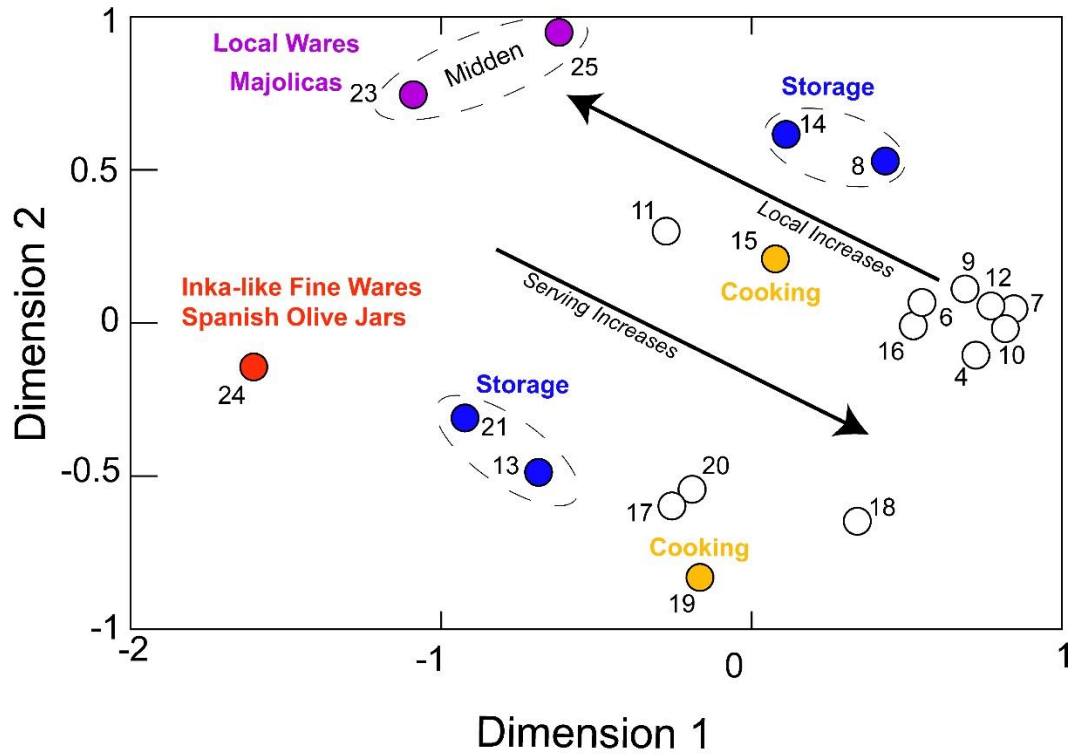 1
Local Wares
Majolicas
23
Midden
25
Storage
14
8
0.5
11
15
Cooking
Local Increases
9
12
7
6
16
10
4
Inka-like Fine Wares
Spanish Olive Jars
Serving Increases
0
24
Storage
21
13
-0.5
20
17
18
Cooking
19
-1
-2
-1
0
1
Dimension 2
Dimension 1